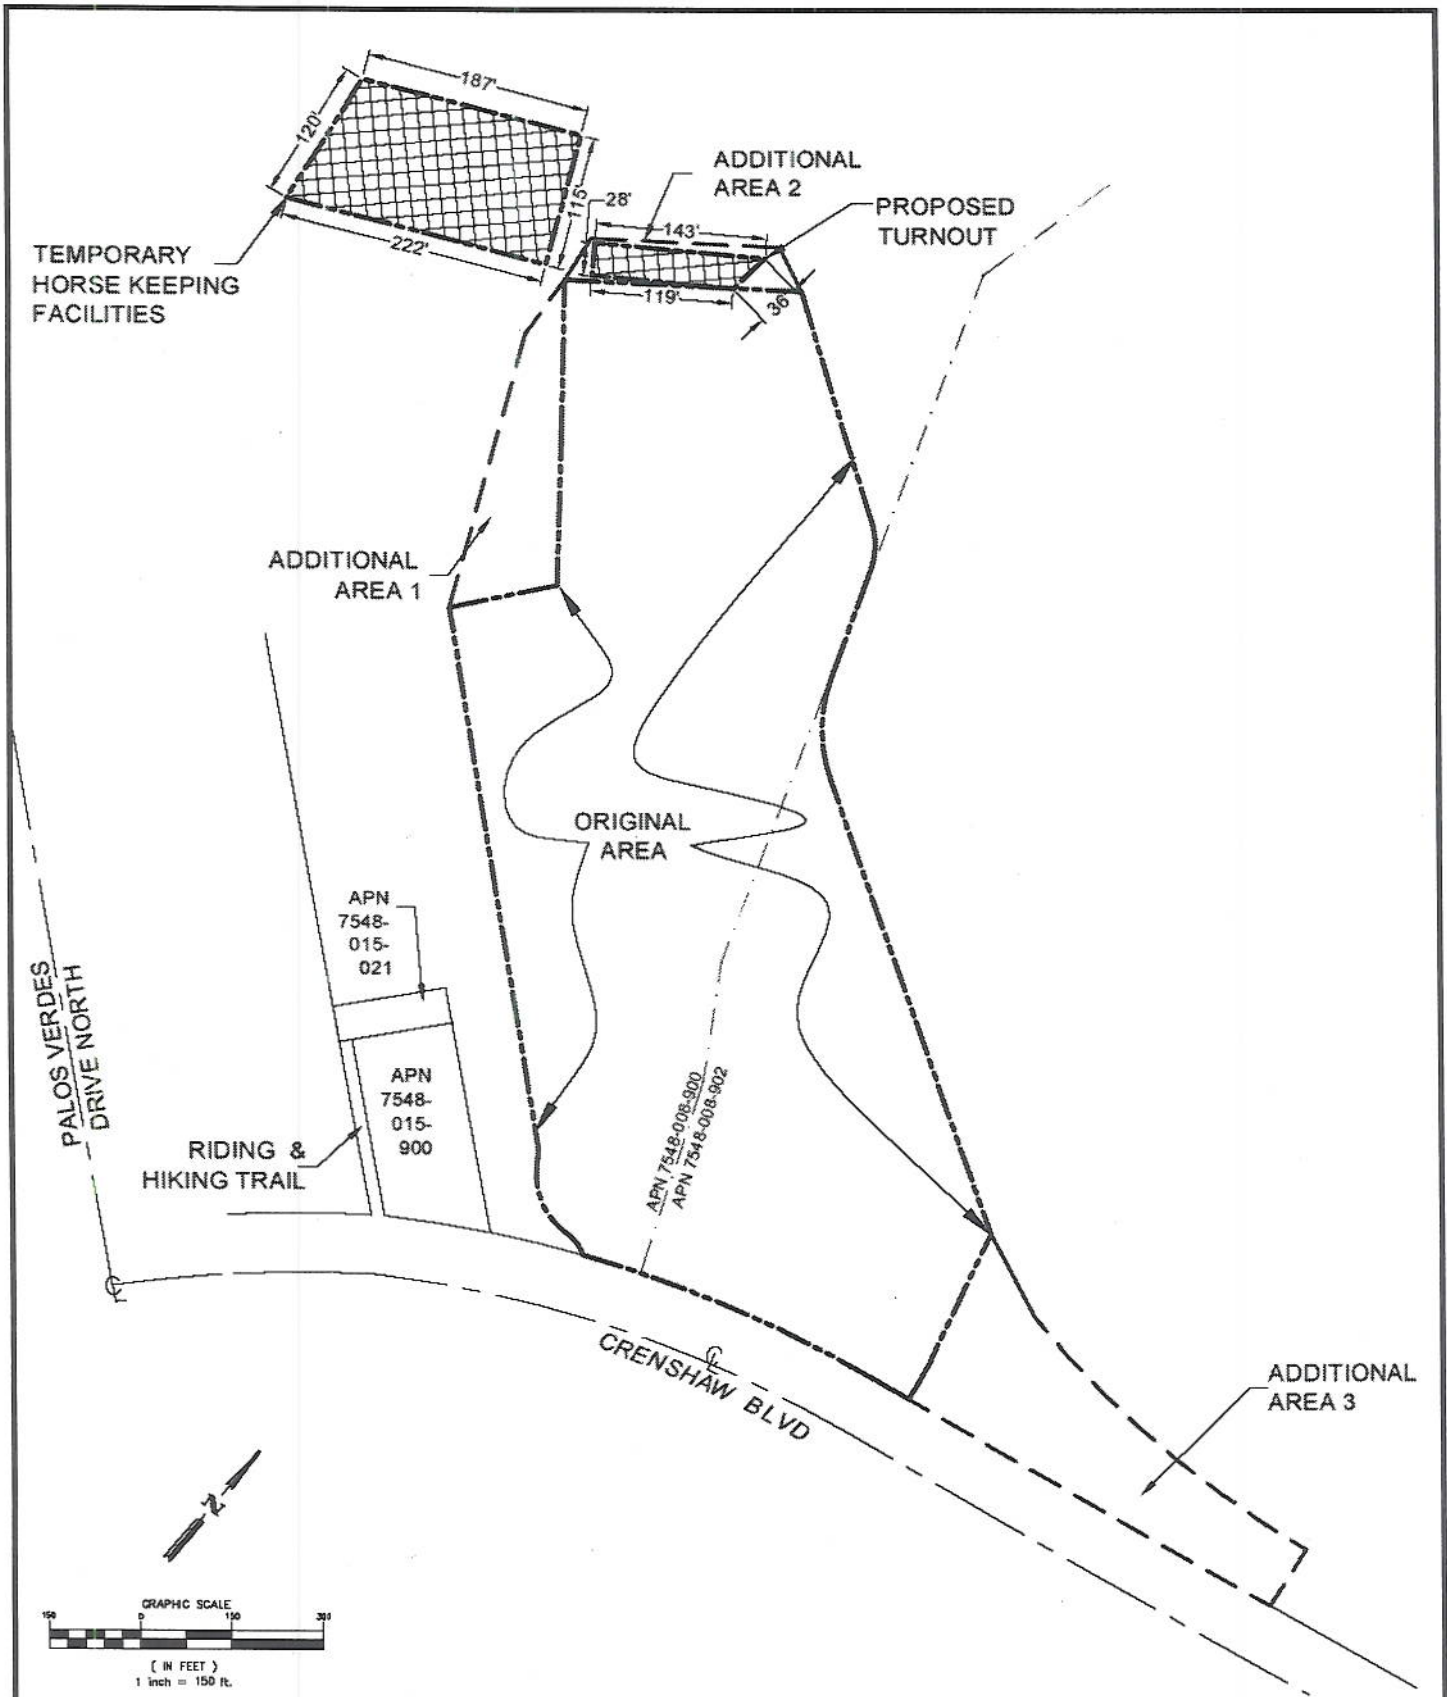 187'
120'
115'
222'
TEMPORARY
HORSE KEEPING
FACILITIES
ADDITIONAL
AREA 2
28'
143'
PROPOSED
TURNOUT
119'
36'
ADDITIONAL
AREA 1
ORIGINAL
AREA
APN
7548-
015-
021
PALOS VERDES
DRIVE NORTH
APN
7548-
015-
900
RIDING &
HIKING TRAIL
APN 7548-008-900
APN 7548-008-902
CRENSHAW BLVD
ADDITIONAL
AREA 3
N
GRAPHIC SCALE
150 0 150 300
( IN FEET )
1 inch = 150 ft.